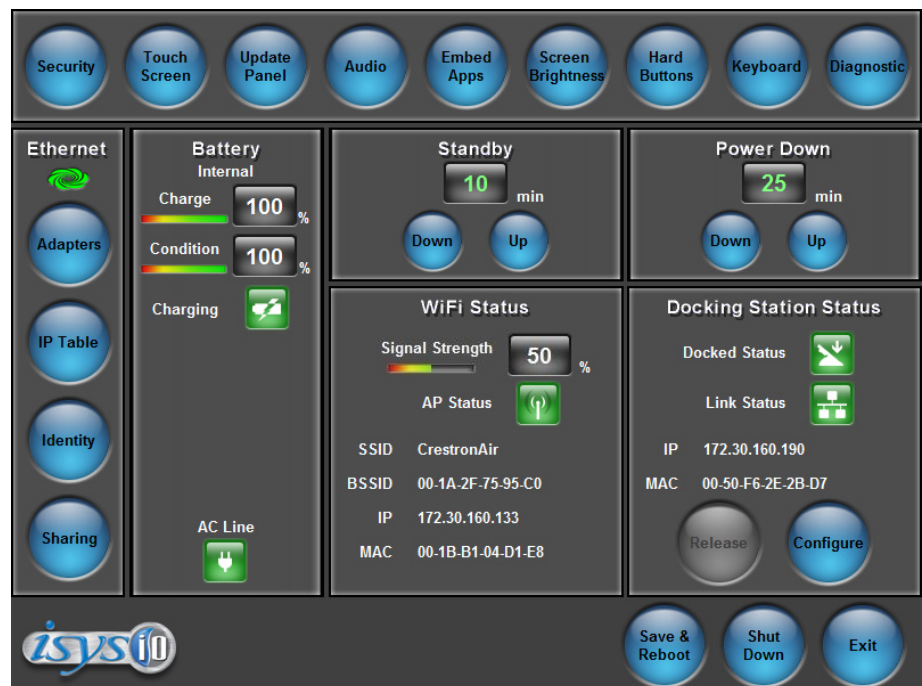 Security
Touch
Screen
Update
Panel
Audio
Embed
Apps
Screen
Brightness
Hard
Buttons
Keyboard
Diagnostic
Ethernet
Adapters
IP Table
Identity
Sharing
Battery
Internal
Charge 100 %
Condition 100 %
Charging
AC Line
Standby
10 min
Down Up
Power Down
25 min
Down Up
WiFi Status
Signal Strength 50 %
AP Status
SSID CrestronAir
BSSID 00-1A-2F-75-95-C0
IP 172.30.160.133
MAC 00-1B-B1-04-D1-E8
Docking Station Status
Docked Status
Link Status
IP 172.30.160.190
MAC 00-50-F6-2E-2B-D7
Release Configure
isys i0
Save &
Reboot
Shut
Down
Exit